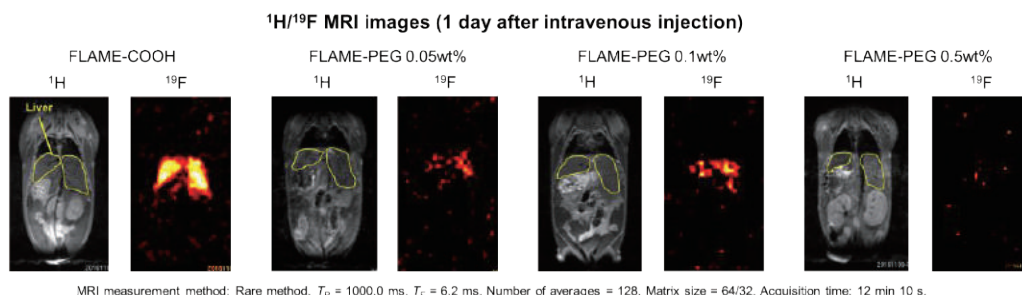 ¹H/¹⁹F MRI images (1 day after intravenous injection)
FLAME-COOH
FLAME-PEG 0.05wt%
FLAME-PEG 0.1wt%
FLAME-PEG 0.5wt%
¹H ¹⁹F ¹H ¹⁹F ¹H ¹⁹F ¹H ¹⁹F
Liver
MRI measurement method: Rare method, T_R = 1000.0 ms, T_E = 6.2 ms, Number of averages = 128, Matrix size = 64/32, Acquisition time: 12 min 10 s.